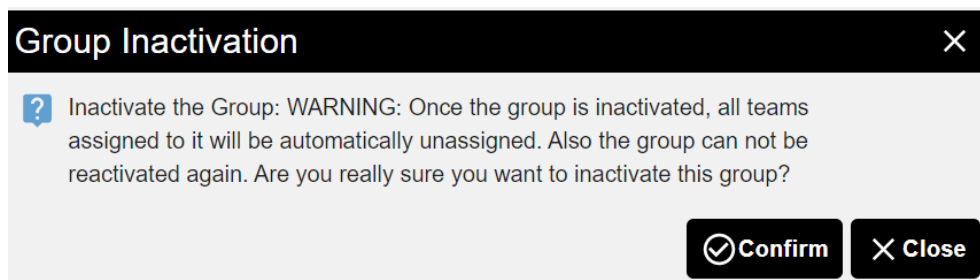 Group Inactivation
Inactivate the Group: WARNING: Once the group is inactivated, all teams
assigned to it will be automatically unassigned. Also the group can not be
reactivated again. Are you really sure you want to inactivate this group?
Confirm Close